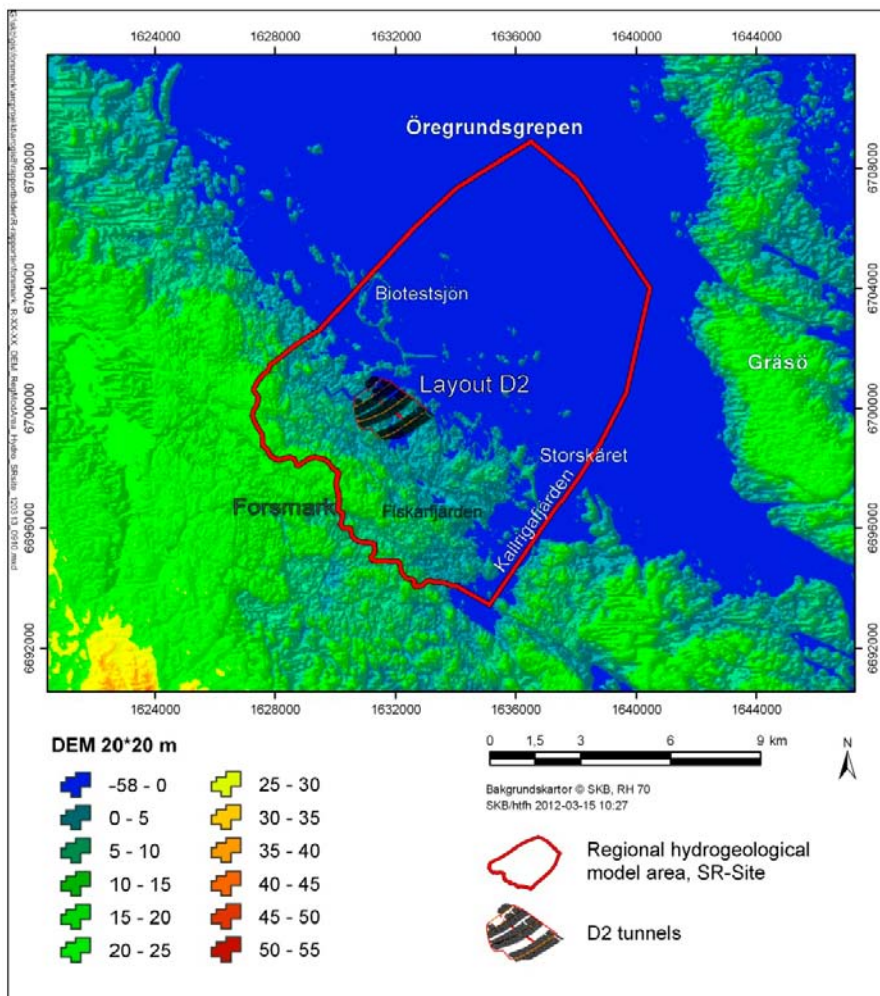 1624000 1628000 1632000 1636000 1640000 1644000
Öregrundsgrepen
6708000 6708000
6704000 6704000
Biotestsjön
Gräsö
Layout D2
6700000 6700000
Storskäret
Kallrigafjärden
Forsmark
Fiskarfjärden
6696000 6696000
6692000 6692000
1624000 1628000 1632000 1636000 1640000 1644000
DEM 20*20 m
-58 - 0
0 - 5
5 - 10
10 - 15
15 - 20
20 - 25
25 - 30
30 - 35
35 - 40
40 - 45
45 - 50
50 - 55
0 1,5 3 6 9 km
N
Bakgrundskartor © SKB, RH 70
SKB/htfh 2012-03-15 10:27
Regional hydrogeological
model area, SR-Site
D2 tunnels